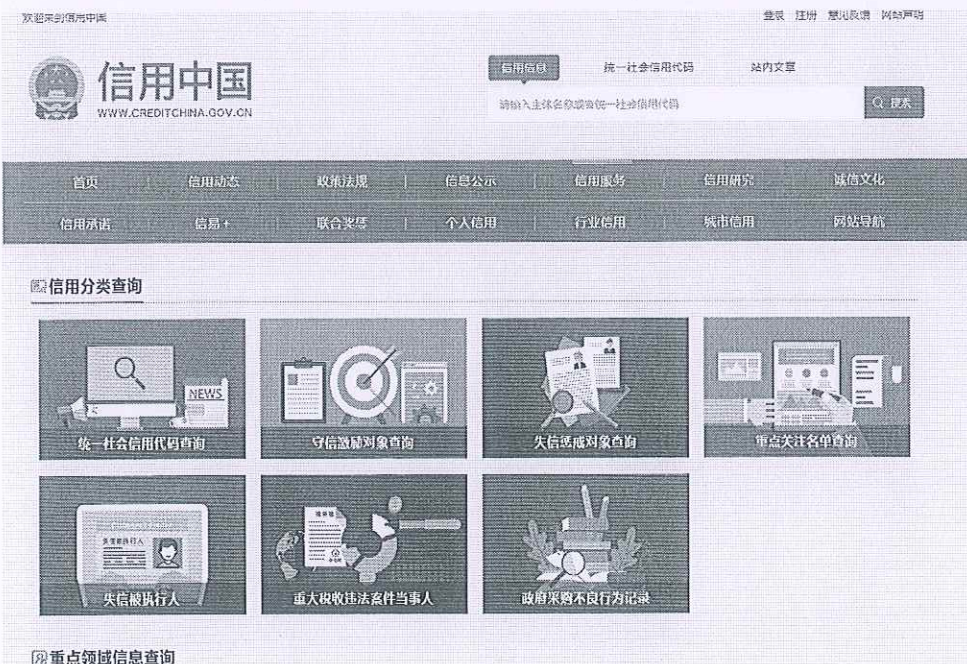 欢迎来到信用中国
登录 注册 意见反馈 网站声明
信用中国
WWW.CREDITCHINA.GOV.CN
信用信息 统一社会信用代码 站内文章
请输入主体名称或者统一社会信用代码
搜索
首页 信用动态 政策法规 信息公示 信用服务 信用研究 诚信文化
信用承诺 信易+ 联合奖惩 个人信用 行业信用 城市信用 网站导航
信用分类查询
NEWS
统一社会信用代码查询 守信激励对象查询 失信惩戒对象查询 重点关注名单查询
失信被执行人
失信被执行人 重大税收违法案件当事人 政府采购不良行为记录
重点领域信息查询